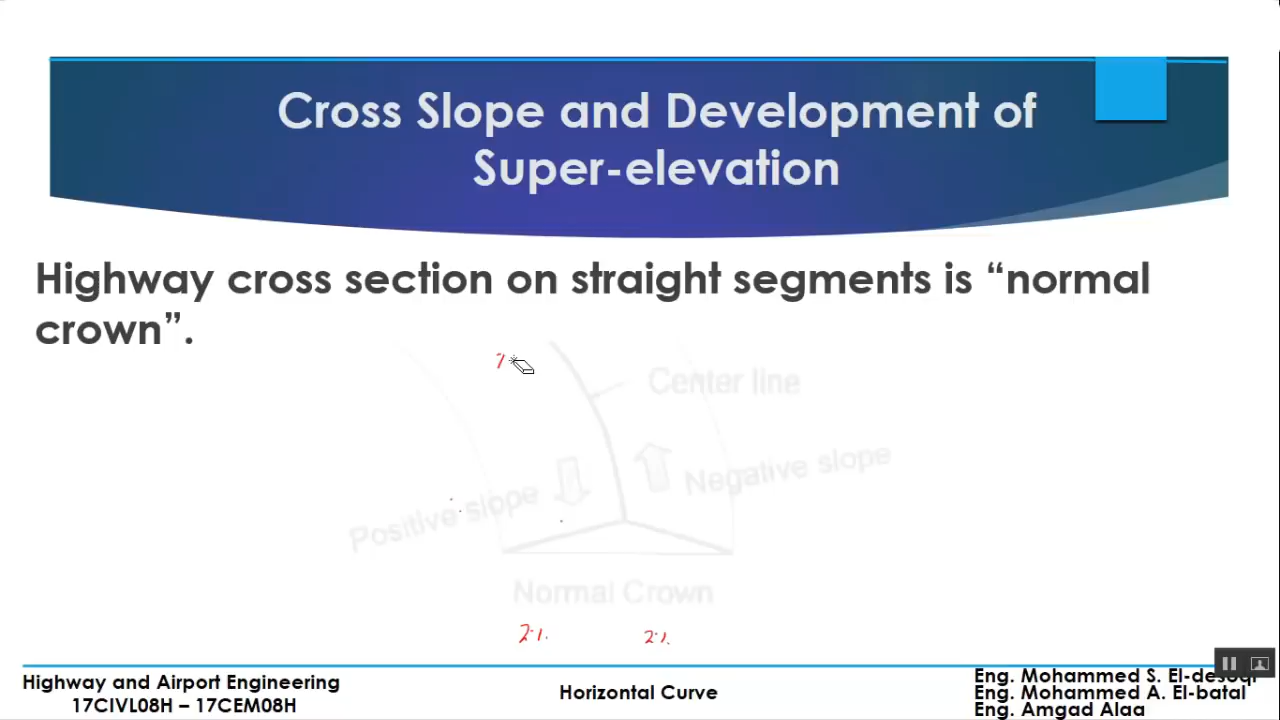 Cross Slope and Development of
Super-elevation
Highway cross section on straight segments is “normal
crown”.
Center line
Negative slope
Positive slope
Normal Crown
2%
2%
Highway and Airport Engineering
17CIVL08H – 17CEM08H
Horizontal Curve
Eng. Mohammed S. El-desuqi
Eng. Mohammed A. El-batal
Eng. Amgad Alaa